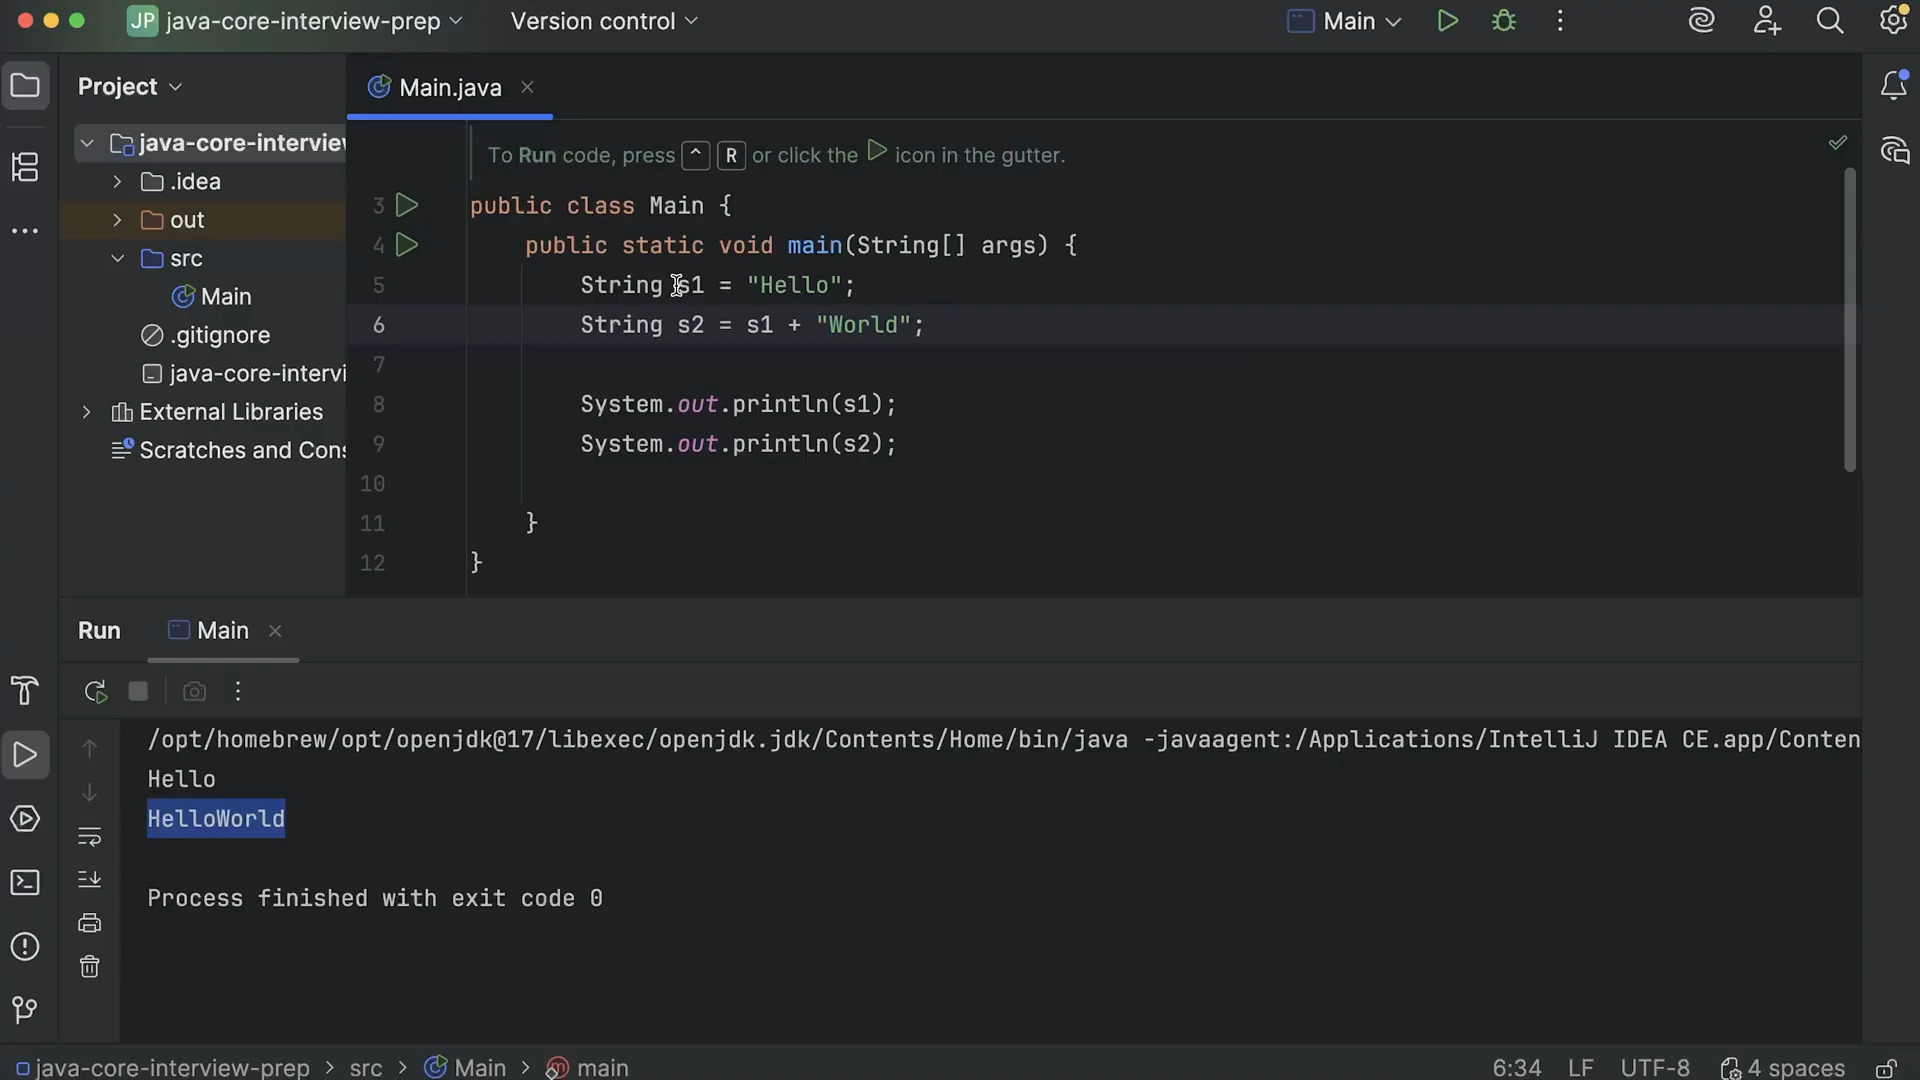 JP java-core-interview-prep Version control Main
Project
Main.java
java-core-interviev
.idea
out
src
Main
.gitignore
java-core-intervi
External Libraries
Scratches and Cons
To Run code, press ^ R or click the icon in the gutter.
3 public class Main {
4 public static void main(String[] args) {
5 String s1 = "Hello";
6 String s2 = s1 + "World";
7
8 System.out.println(s1);
9 System.out.println(s2);
10
11 }
12 }
Run Main
/opt/homebrew/opt/openjdk@17/libexec/openjdk.jdk/Contents/Home/bin/java -javaagent:/Applications/IntelliJ IDEA CE.app/Conten
Hello
HelloWorld
Process finished with exit code 0
java-core-interview-prep > src > Main > main 6:34 LF UTF-8 4 spaces